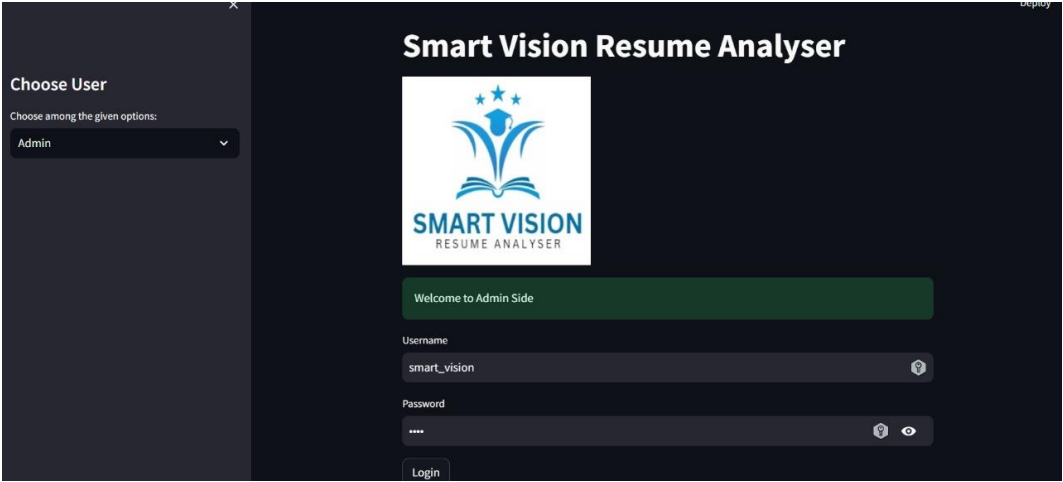 Deploy
Choose User
Choose among the given options:
Admin
Smart Vision Resume Analyser
SMART VISION
RESUME ANALYSER
Welcome to Admin Side
Username
smart_vision
Password
••••
Login